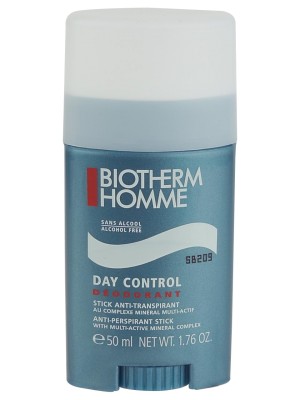 BIOTHERM
HOMME
SANS ALCOOL
ALCOHOL FREE
SB209
DAY CONTROL
DEODORANT
STICK ANTI-TRANSPIRANT
AU COMPLEXE MINÉRAL MULTI-ACTIF
ANTI-PERSPIRANT STICK
WITH MULTI-ACTIVE MINERAL COMPLEX
℮ 50 ml NET WT. 1.76 OZ.